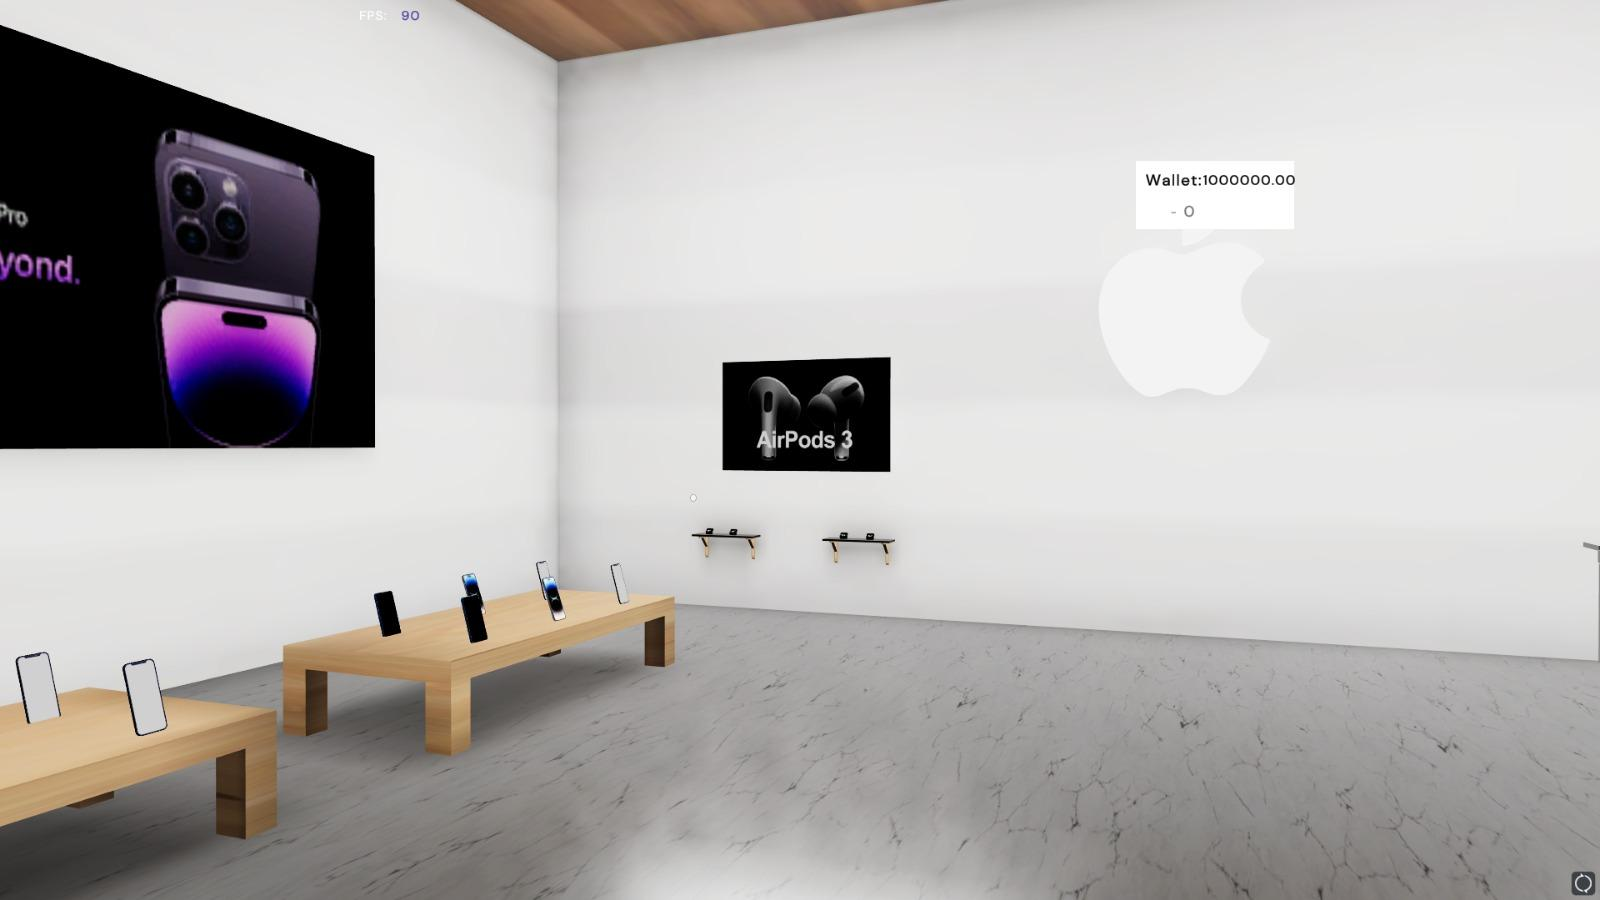 FPS: 90
Pro
yond.
Wallet:1000000.00
- 0
AirPods 3